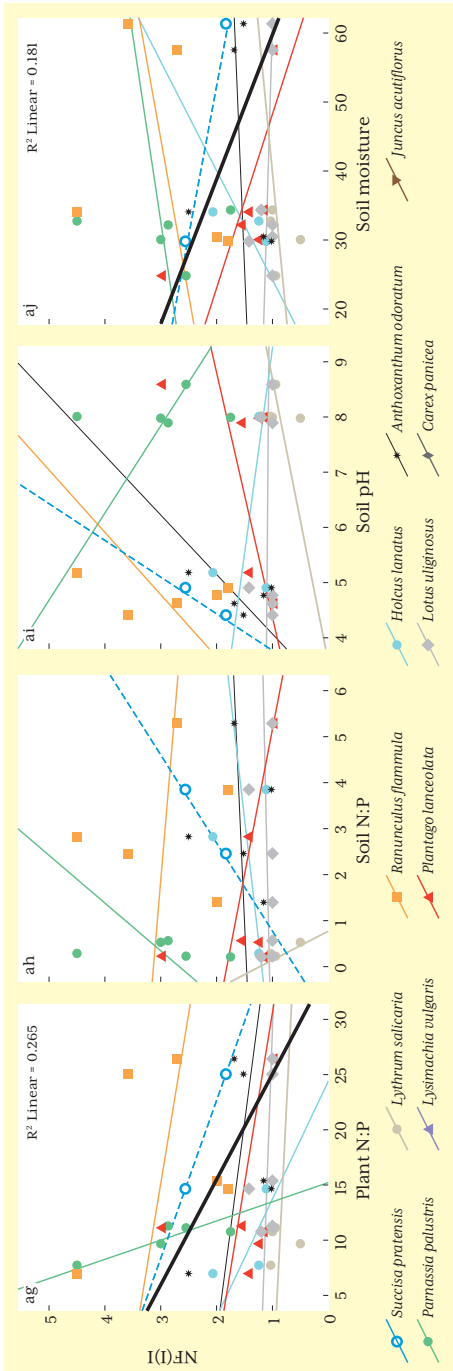 ag
R² Linear = 0.265
NF(I)I
0
1
2
3
4
5
5
10
15
20
25
30
Plant N:P
ah
0
1
2
3
4
5
6
Soil N:P
ai
4
5
6
7
8
9
Soil pH
aj
R² Linear = 0.181
20
30
40
50
60
Soil moisture
Succisa pratensis
Lythrum salicaria
Ranunculus flammula
Holcus lanatus
Anthoxanthum odoratum
Juncus acutiflorus
Parnassia palustris
Lysimachia vulgaris
Plantago lanceolata
Lotus ulighosus
Carex panicea